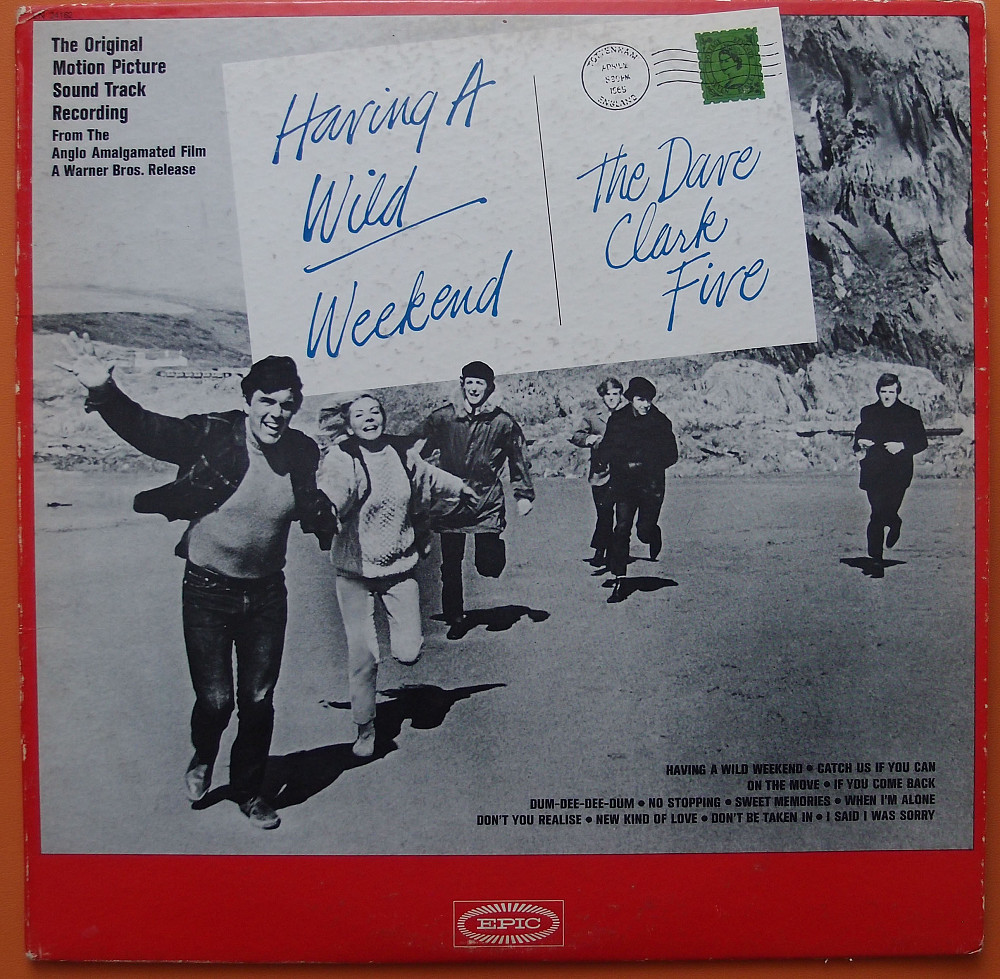 The Original
Motion Picture
Sound Track
Recording
From The
Anglo Amalgamated Film
A Warner Bros. Release
Having A
Wild
Weekend
TOTTENHAM
1965
ENGLAND
The Dave
Clark
Five
HAVING A WILD WEEKEND • CATCH US IF YOU CAN
ON THE MOVE • IF YOU COME BACK
DUM-DEE-DEE-DUM • NO STOPPING • SWEET MEMORIES • WHEN I'M ALONE
DON'T YOU REALISE • NEW KIND OF LOVE • DON'T BE TAKEN IN • I SAID I WAS SORRY
EPIC